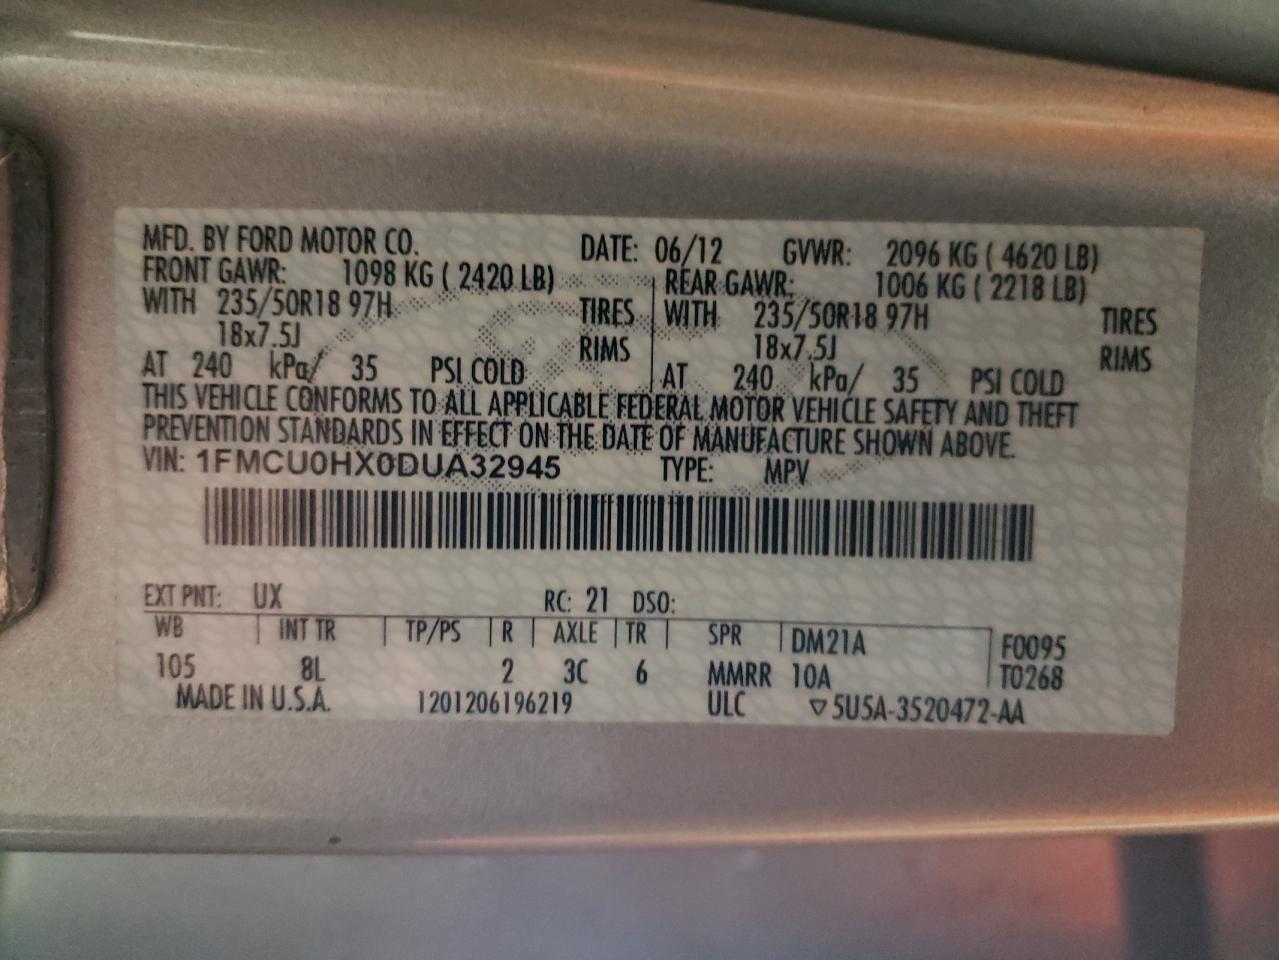 MFD. BY FORD MOTOR CO. DATE: 06/12 GVWR: 2096 KG ( 4620 LB)
FRONT GAWR: 1098 KG ( 2420 LB) REAR GAWR: 1006 KG ( 2218 LB)
WITH 235/50R18 97H TIRES WITH 235/50R18 97H TIRES
18x7.5J RIMS 18x7.5J RIMS
AT 240 kPa/ 35 PSI COLD AT 240 kPa/ 35 PSI COLD
THIS VEHICLE CONFORMS TO ALL APPLICABLE FEDERAL MOTOR VEHICLE SAFETY AND THEFT
PREVENTION STANDARDS IN EFFECT ON THE DATE OF MANUFACTURE SHOWN ABOVE.
VIN: 1FMCU0HX0DUA32945 TYPE: MPV
EXT PNT: UX RC: 21 DSO:
WB INT TR TP/PS R AXLE TR SPR DM21A F0095
105 8L 2 3C 6 MMRR 10A T0268
MADE IN U.S.A. 1201206196219 ULC ▽5U5A-3520472-AA